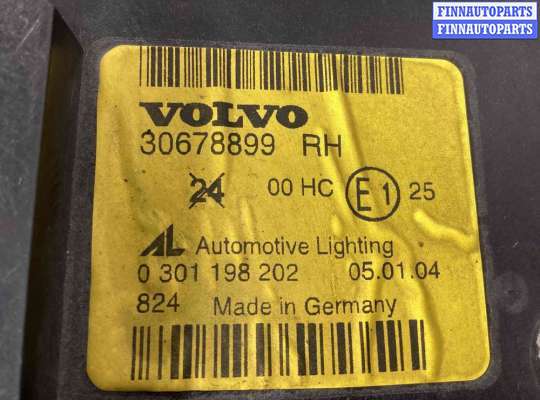 FINNAUTOPARTS
FINNAUTOPARTS
VOLVO
30678899 RH
24 00 HC E1 25
AL Automotive Lighting
0 301 198 202 05.01.04
824 Made in Germany